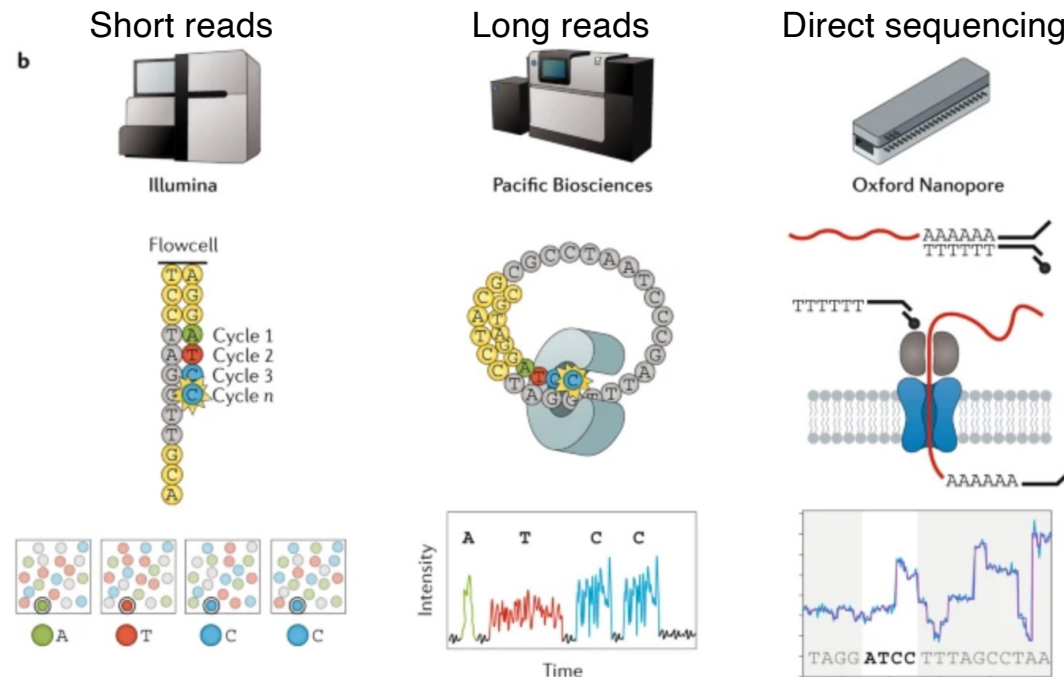 Short reads
Long reads
Direct sequencing
b
Illumina
Pacific Biosciences
Oxford Nanopore
Flowcell
T A
C G
C G
T A Cycle 1
A T Cycle 2
G C Cycle 3
G C Cycle n
T
T
G
C
A
A
T
C
C
CGCCTAATCCCGATTT
A T C C
Intensity
Time
AAAAAA
TTTTTT
TTTTTT
AAAAAA
TAGG ATCC TTTAGCCTAA